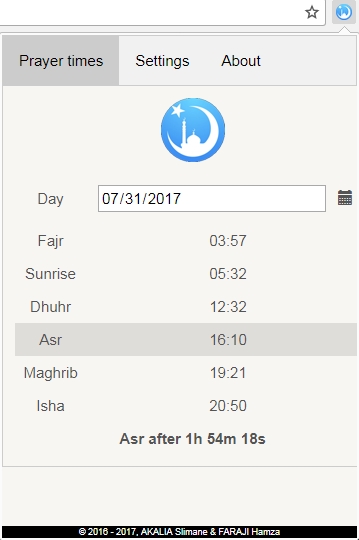 Prayer times Settings About
Day 07/31/2017
Fajr 03:57
Sunrise 05:32
Dhuhr 12:32
Asr 16:10
Maghrib 19:21
Isha 20:50
Asr after 1h 54m 18s
© 2016 - 2017, AKALIA Slimane & FARAJI Hamza